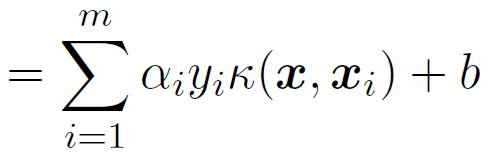 = \sum_{i=1}^{m} \alpha_i y_i \kappa(\boldsymbol{x}, \boldsymbol{x}_i) + b